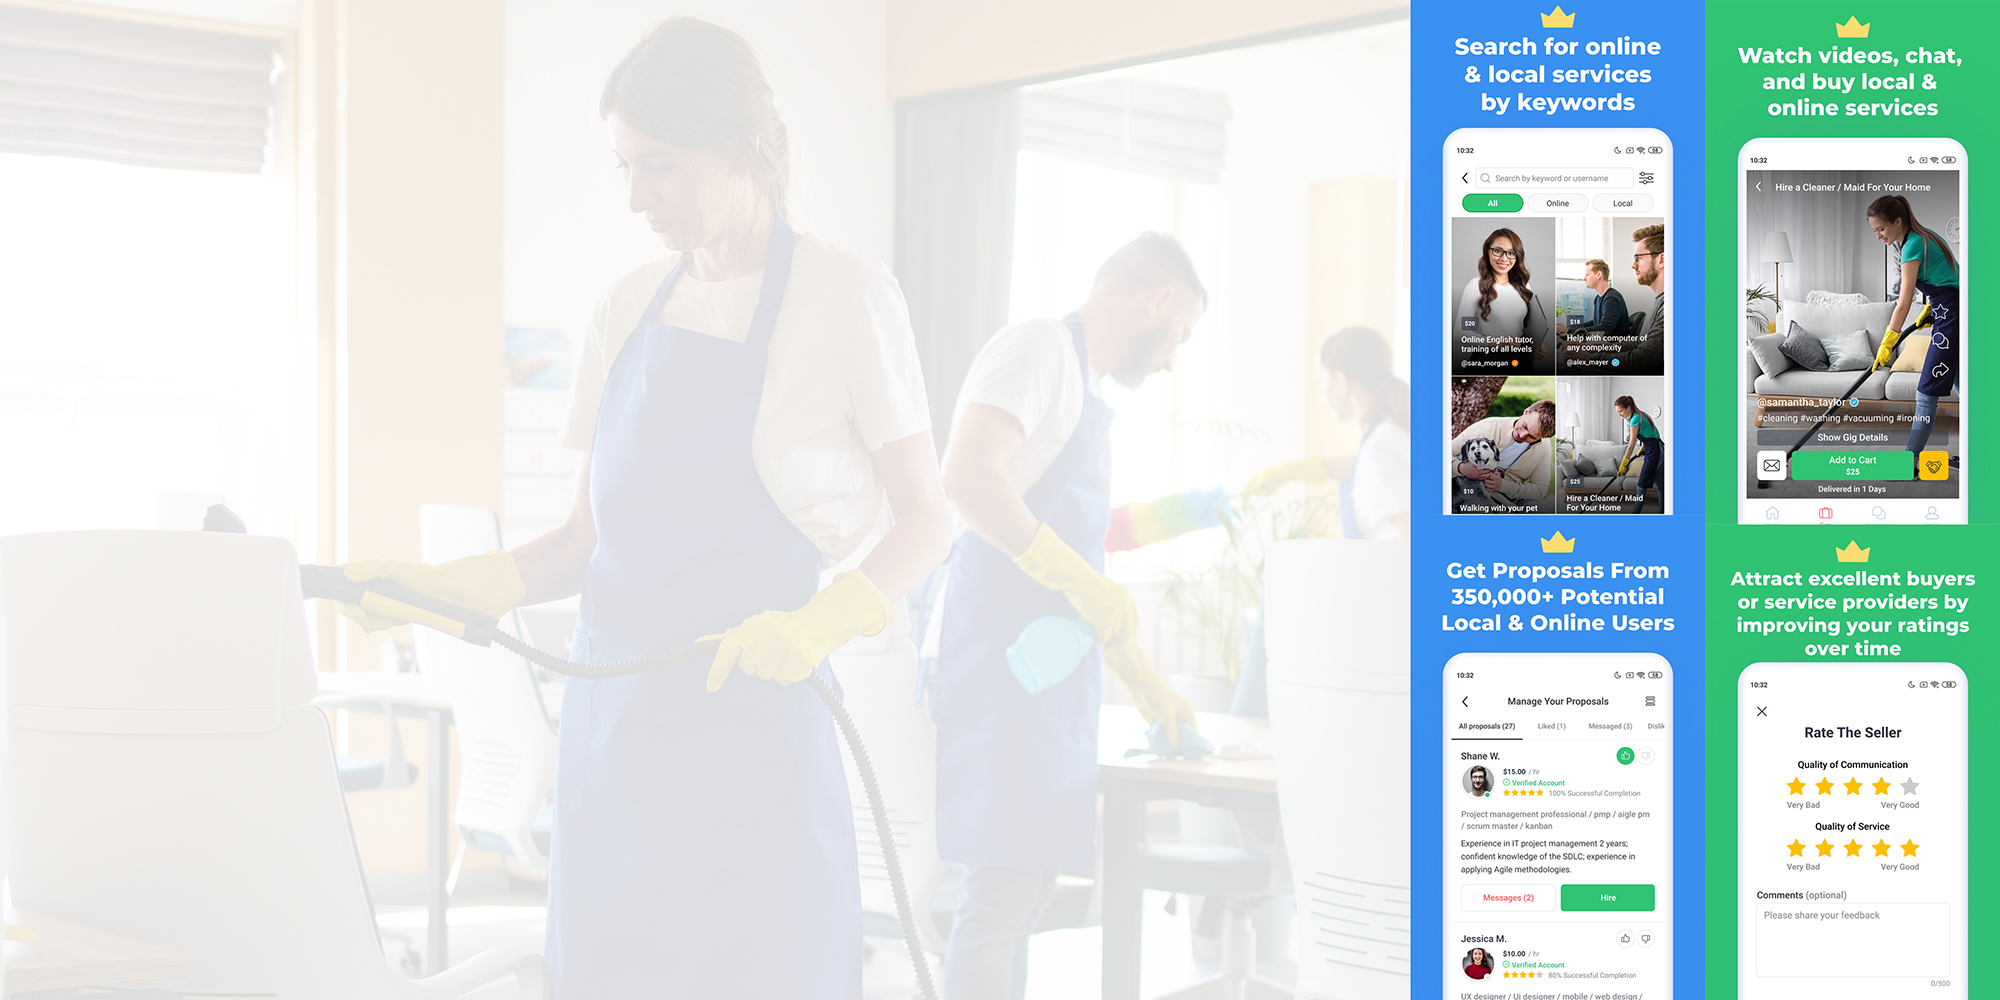 Search for online
& local services
by keywords
10:32
58
Search by keyword or username
All
Online
Local
$20
Online English tutor,
training of all levels
@sara_morgan
$18
Help with computer of
any complexity
@alex_mayer
$10
Walking with your pet
$25
Hire a Cleaner / Maid
For Your Home
Watch videos, chat,
and buy local &
online services
10:32
58
Hire a Cleaner / Maid For Your Home
@samantha_taylor
#cleaning #washing #vacuuming #ironing
Show Gig Details
Add to Cart
$25
Delivered in 1 Days
Get Proposals From
350,000+ Potential
Local & Online Users
10:32
58
Manage Your Proposals
All proposals (27)
Liked (1)
Messaged (3)
Dislik
Shane W.
$15.00 / hr
Verified Account
100% Successful Completion
Project management professional / pmp / aigle pm
/ scrum master / kanban
Experience in IT project management 2 years;
confident knowledge of the SDLC; experience in
applying Agile methodologies.
Messages (2)
Hire
Jessica M.
$10.00 / hr
Verified Account
80% Successful Completion
UX designer / Ui designer / mobile / web design /
Attract excellent buyers
or service providers by
improving your ratings
over time
10:32
58
Rate The Seller
Quality of Communication
Very Bad
Very Good
Quality of Service
Very Bad
Very Good
Comments (optional)
Please share your feedback
0/500